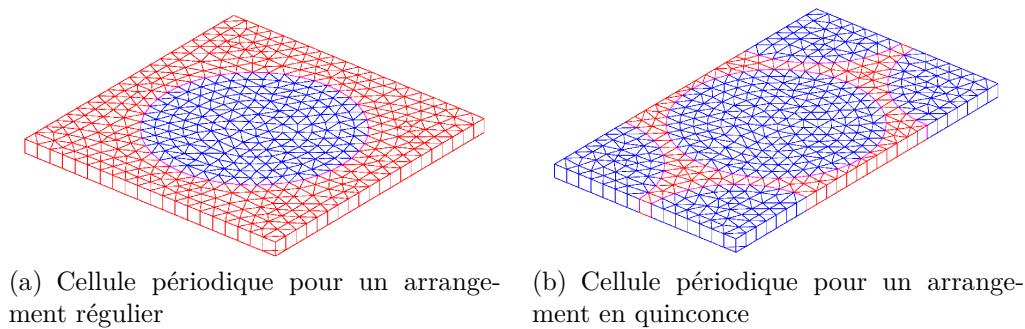 (a) Cellule périodique pour un arrange-
ment régulier
(b) Cellule périodique pour un arrange-
ment en quinconce